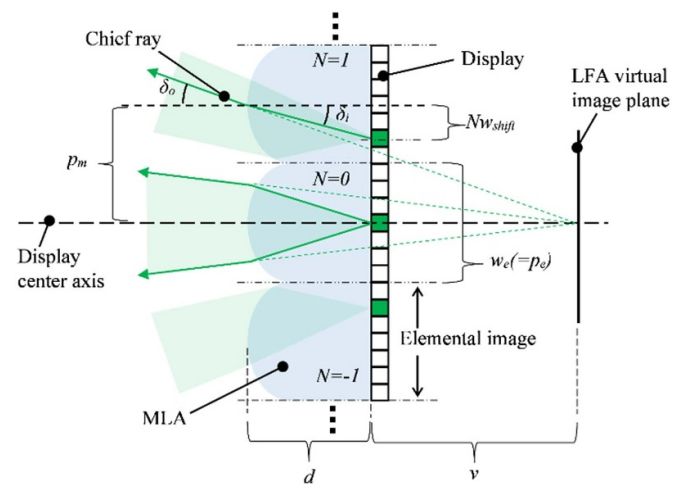 Chief ray
N=1
Display
LFA virtual
image plane
δo
δi
Nwshift
pm
N=0
we(=pe)
Display
center axis
Elemental image
N=-1
MLA
d
v